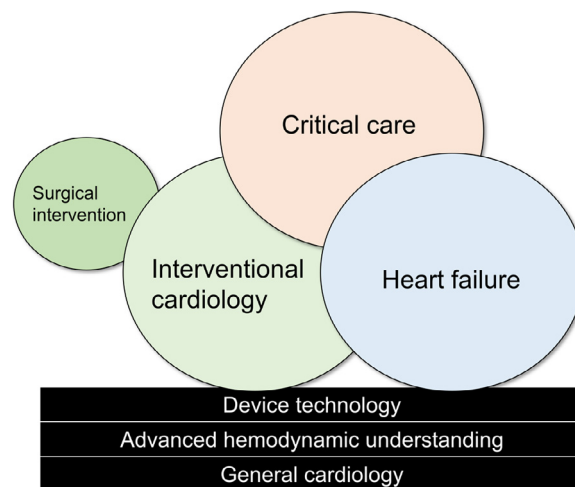 Critical care
Surgical
intervention
Interventional
cardiology
Heart failure
Device technology
Advanced hemodynamic understanding
General cardiology